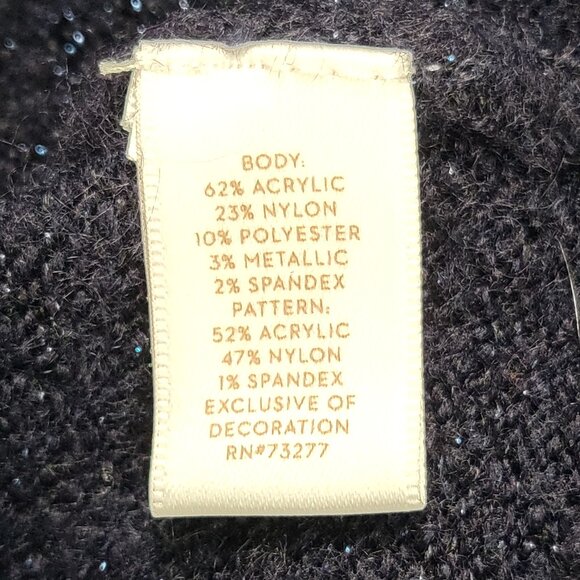 BODY:
62% ACRYLIC
23% NYLON
10% POLYESTER
3% METALLIC
2% SPANDEX
PATTERN:
52% ACRYLIC
47% NYLON
1% SPANDEX
EXCLUSIVE OF
DECORATION
RN#73277